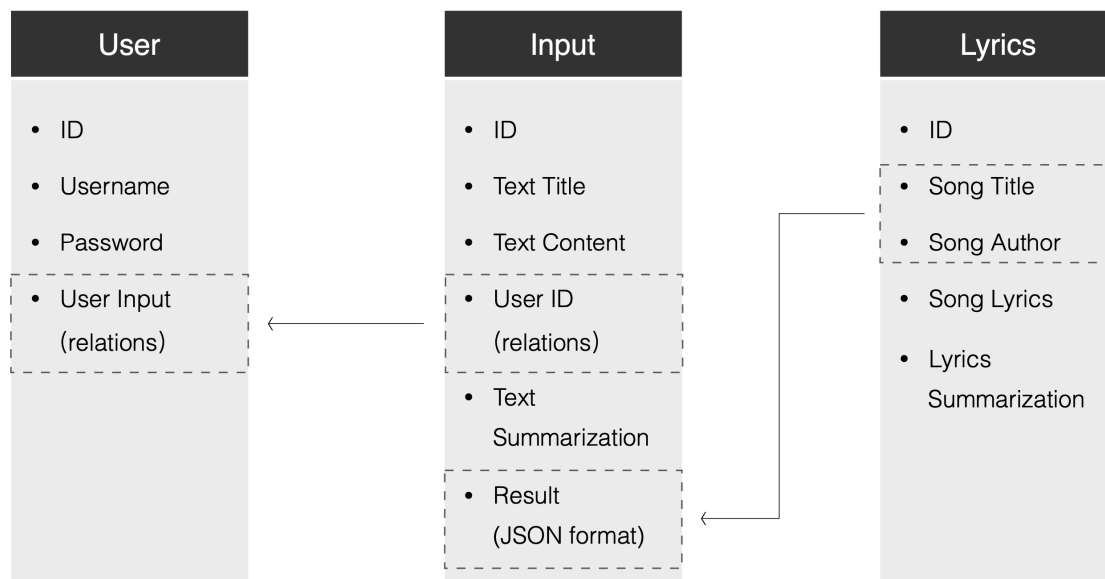 User
• ID
• Username
• Password
• User Input
(relations)
Input
• ID
• Text Title
• Text Content
• User ID
(relations)
• Text
Summarization
• Result
(JSON format)
Lyrics
• ID
• Song Title
• Song Author
• Song Lyrics
• Lyrics
Summarization